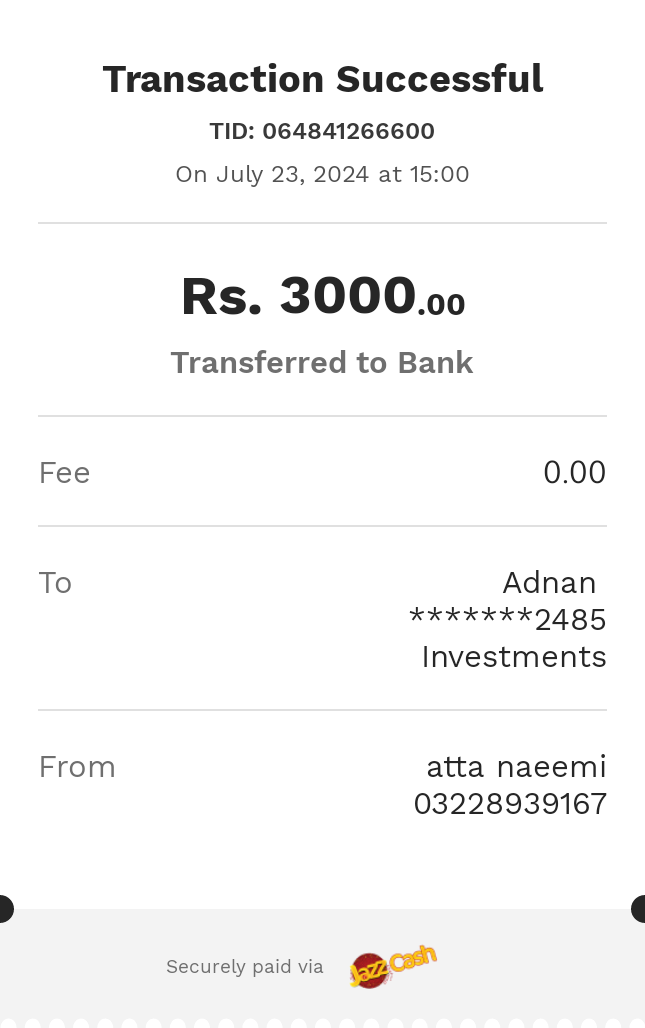 Transaction Successful
TID: 064841266600
On July 23, 2024 at 15:00
Rs. 3000.00
Transferred to Bank
Fee 0.00
To Adnan
*******2485
Investments
From atta naeemi
03228939167
Securely paid via JazzCash